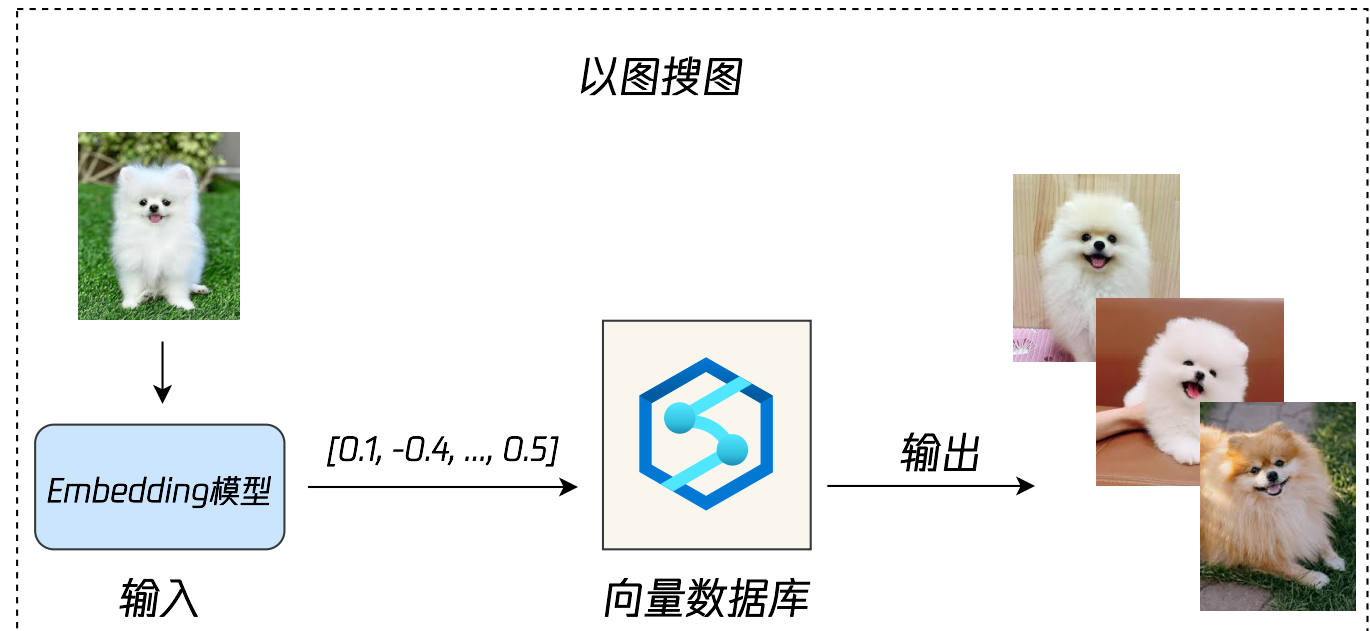 以图搜图
[0.1, -0.4, ..., 0.5]
输出
Embedding模型
输入
向量数据库